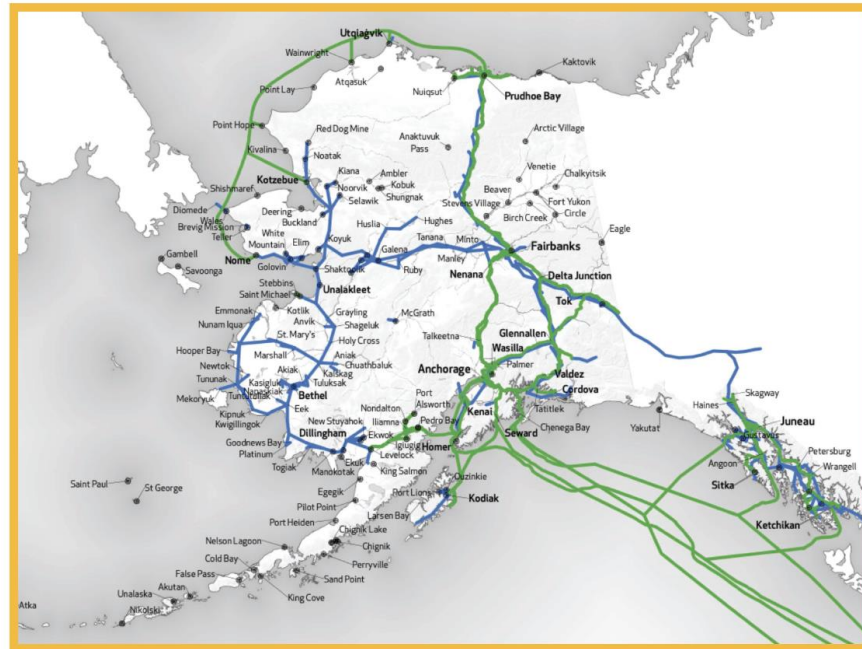 Utqiaġvik
Wainwright
Kaktovik
Atqasuk
Nuiqsut
Prudhoe Bay
Point Lay
Point Hope
Red Dog Mine
Anaktuvuk
Pass
Arctic Village
Kivalina
Noatak
Kiana
Ambler
Venetie
Chalkyitsik
Kotzebue
Noorvik
Kobuk
Shungnak
Beaver
Shishmaref
Selawik
Stevens Village
Fort Yukon
Deering
Buckland
Hughes
Birch Creek
Circle
Diomede
Wales
Huslia
Eagle
Brevig Mission
Teller
White
Mountain
Elim
Koyuk
Galena
Tanana
Minto
Fairbanks
Gambell
Savoonga
Nome
Golovin
Shaktoolik
Ruby
Manley
Nenana
Delta Junction
Stebbins
Saint Michael
Unalakleet
Tok
Emmonak
Kotlik
Grayling
McGrath
Nunam Iqua
Anvik
Shageluk
Glennallen
St. Mary's
Holy Cross
Talkeetna
Wasilla
Hooper Bay
Marshall
Aniak
Palmer
Newtok
Akiak
Chuathbaluk
Anchorage
Valdez
Tununak
Kasigluk
Kalskag
Napaskiak
Tuluksak
Cordova
Mekoryuk
Tuntutuliak
Bethel
Port
Alsworth
Kenai
Tatitlek
Skagway
Kipnuk
Eek
Nondalton
Haines
Kwigillingok
New Stuyahok
Iliamna
Pedro Bay
Seward
Chenega Bay
Yakutat
Juneau
Goodnews Bay
Dillingham
Ekwok
Igiugig
Homer
Gustavus
Platinum
Levelock
Petersburg
Togiak
Ekuk
Manokotak
King Salmon
Ouzinkie
Angoon
Wrangell
Saint Paul
St George
Egegik
Port Lions
Kodiak
Sitka
Pilot Point
Larsen Bay
Port Heiden
Chignik Lake
Ketchikan
Nelson Lagoon
Chignik
Cold Bay
Perryville
False Pass
Sand Point
Akutan
Unalaska
King Cove
Atka
Nikolski